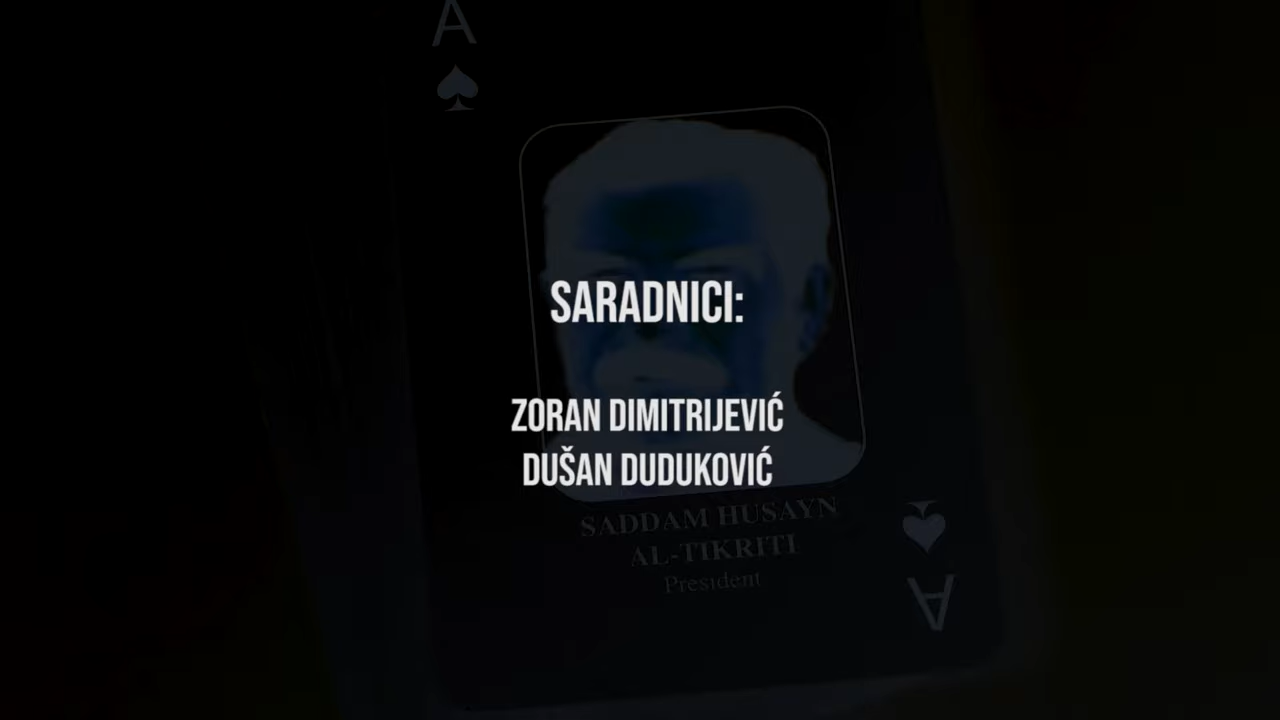 A
SARADNICI:
ZORAN DIMITRIJEVIĆ
DUŠAN DUDUKOVIĆ
SADDAM HUSAYN
AL-TIKRITI
President
A